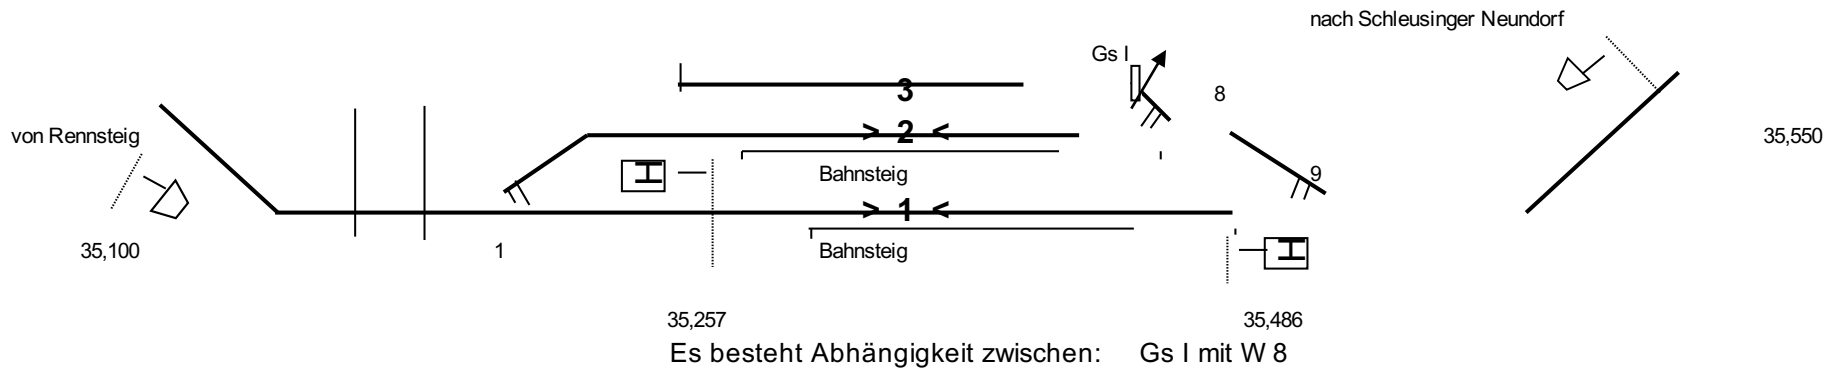 nach Schleusinger Neundorf
Gs I
3
8
von Rennsteig
> 2 <
35,550
H
Bahnsteig
9
> 1 <
35,100
1
Bahnsteig
H
35,257
35,486
Es besteht Abhängigkeit zwischen: Gs I mit W 8